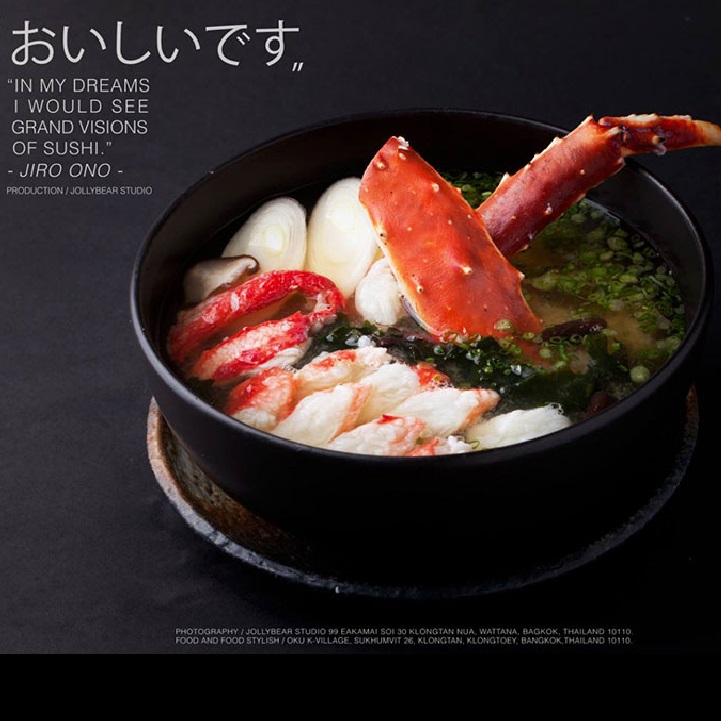 おいしいです„
“IN MY DREAMS
I WOULD SEE
GRAND VISIONS
OF SUSHI.”
- JIRO ONO -
PRODUCTION / JOLLYBEAR STUDIO
PHOTOGRAPHY / JOLLYBEAR STUDIO 99 EAKAMAI SOI 30 KLONGTAN NUA, WATTANA, BAGKOK, THAILAND 10110.
FOOD AND FOOD STYLISH / OKU K-VILLAGE, SUKHUMVIT 26, KLONGTAN, KLONGTOEY, BANGKOK,THAILAND 10110.